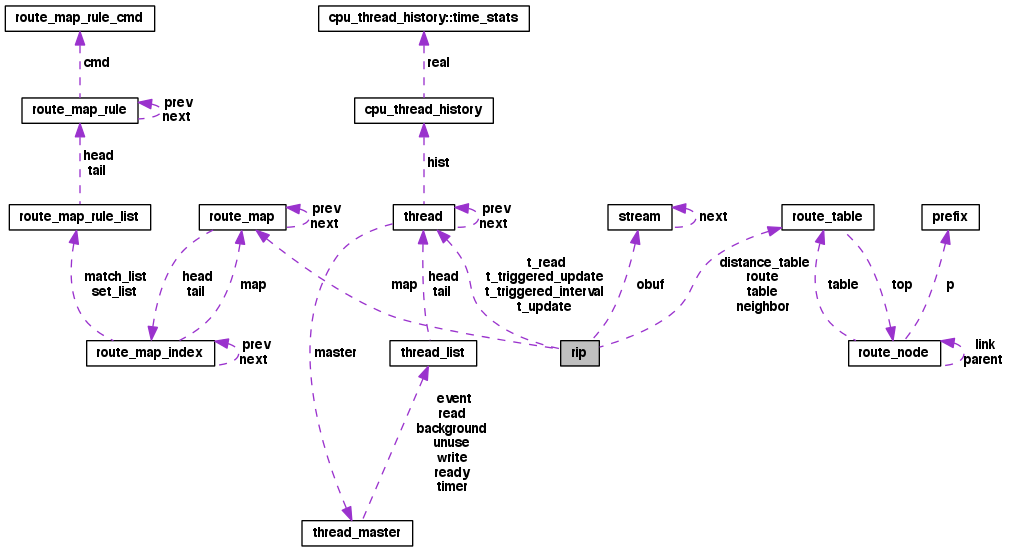 route_map_rule_cmd
cpu_thread_history::time_stats
cmd
real
route_map_rule
prev
next
cpu_thread_history
head
tail
hist
route_map_rule_list
route_map
prev
next
thread
prev
next
stream
next
route_table
prefix
match_list
set_list
head
tail
map
map
head
tail
t_read
t_triggered_update
t_triggered_interval
t_update
obuf
distance_table
route
table
neighbor
table
top
p
route_map_index
prev
next
master
thread_list
rip
route_node
link
parent
event
read
background
unuse
write
ready
timer
thread_master